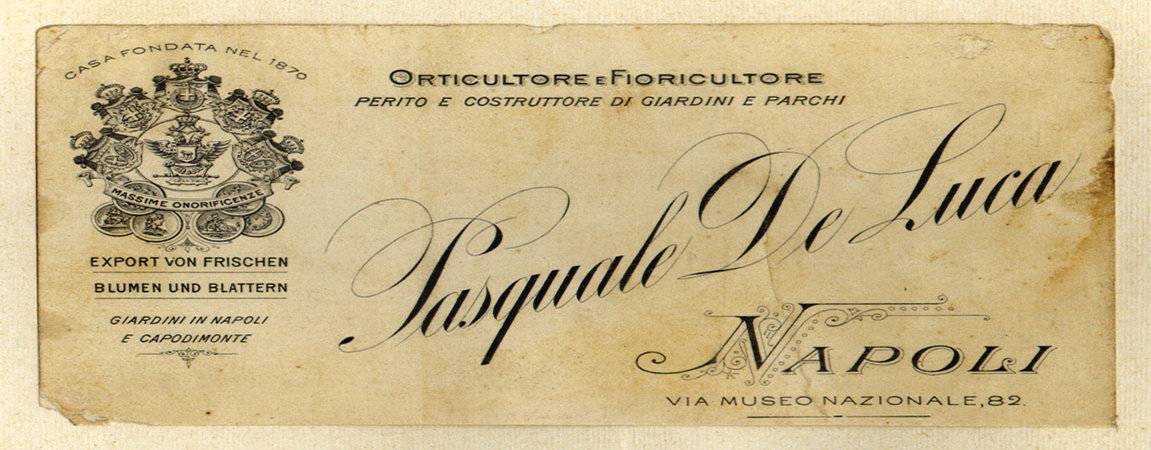 CASA FONDATA NEL 1870
MASSIME ONORIFICENZE
EXPORT VON FRISCHEN
BLUMEN UND BLATTERN
GIARDINI IN NAPOLI
E CAPODIMONTE
ORTICULTORE E FIORICULTORE
PERITO E COSTRUTTORE DI GIARDINI E PARCHI
Pasquale De Luca
NAPOLI
VIA MUSEO NAZIONALE, 82.